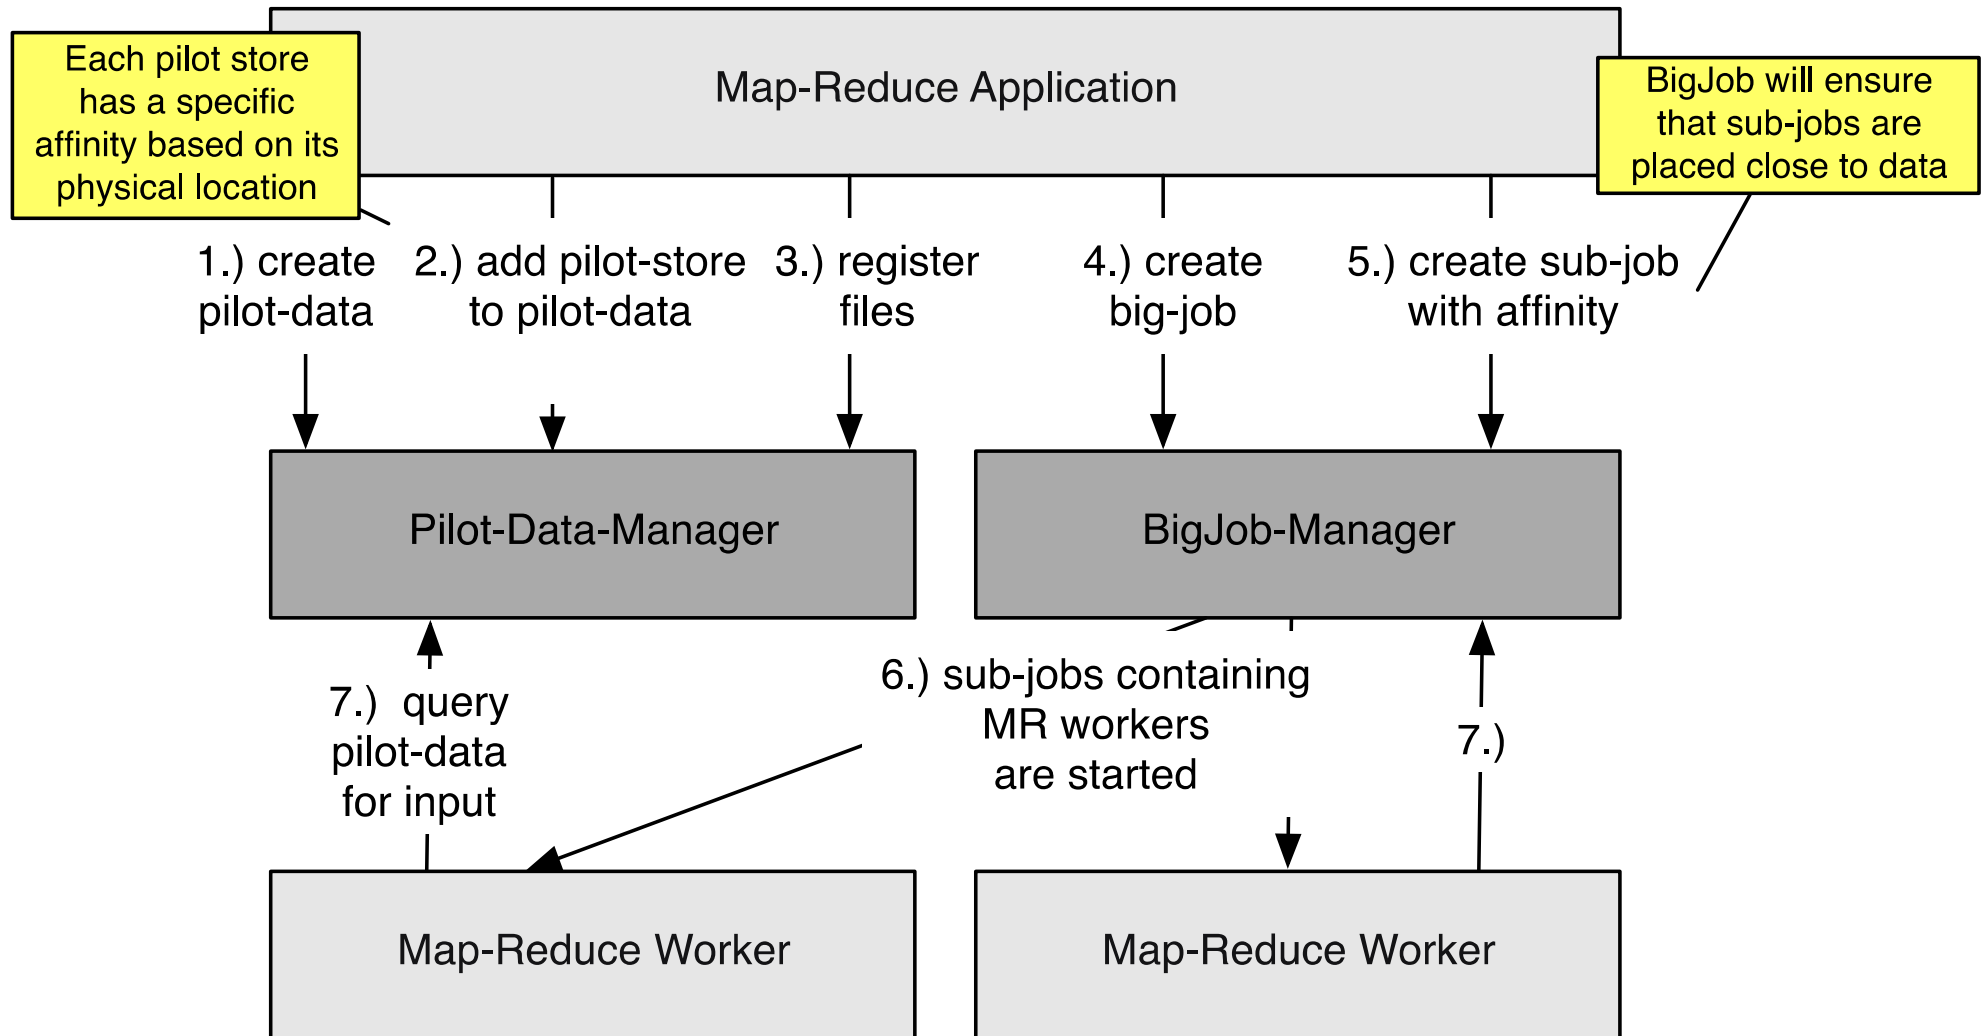 Each pilot store
has a specific
affinity based on its
physical location
Map-Reduce Application
BigJob will ensure
that sub-jobs are
placed close to data
1.) create
pilot-data
2.) add pilot-store
to pilot-data
3.) register
files
4.) create
big-job
5.) create sub-job
with affinity
Pilot-Data-Manager
BigJob-Manager
7.) query
pilot-data
for input
6.) sub-jobs containing
MR workers
are started
7.)
Map-Reduce Worker
Map-Reduce Worker